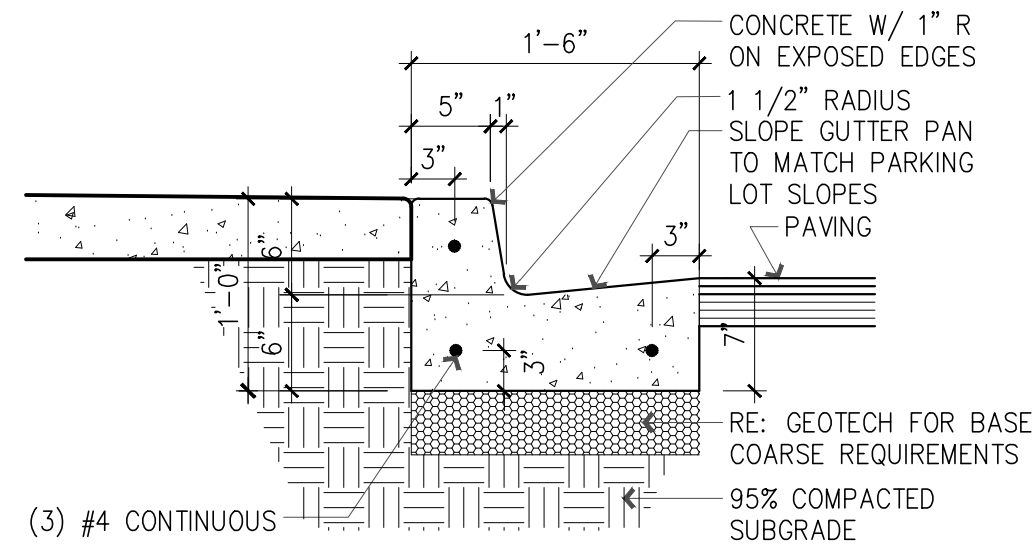 CONCRETE W/ 1" R
ON EXPOSED EDGES
1'-6"
5"
1"
3"
1 1/2" RADIUS
SLOPE GUTTER PAN
TO MATCH PARKING
LOT SLOPES
PAVING
3"
6"
1'-0"
6"
3"
7"
RE: GEOTECH FOR BASE
COARSE REQUIREMENTS
95% COMPACTED
SUBGRADE
(3) #4 CONTINUOUS